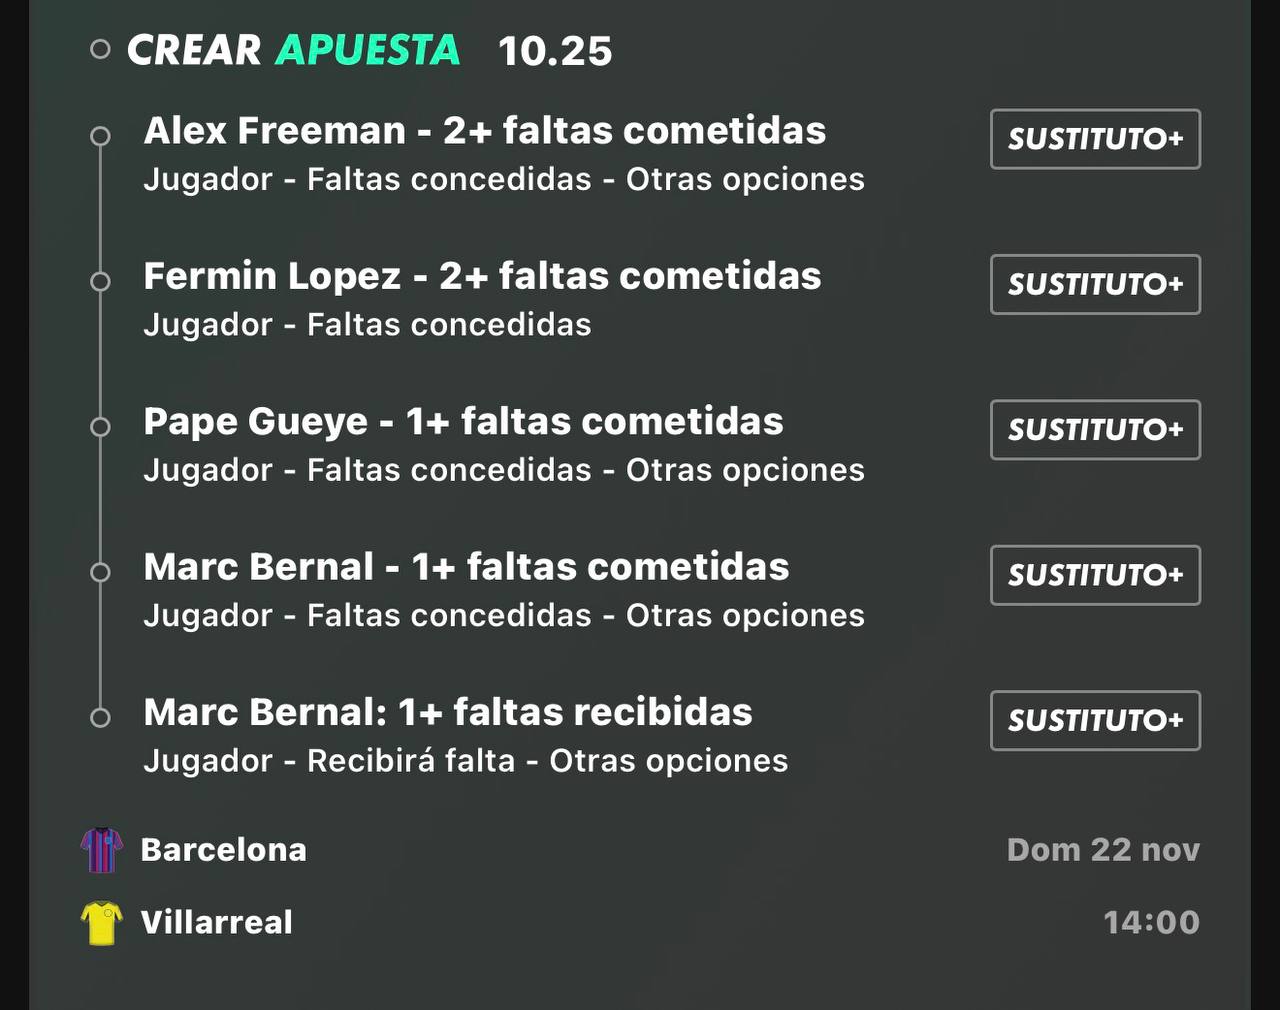 CREAR APUESTA 10.25
Alex Freeman - 2+ faltas cometidas SUSTITUTO+
Jugador - Faltas concedidas - Otras opciones
Fermin Lopez - 2+ faltas cometidas SUSTITUTO+
Jugador - Faltas concedidas
Pape Gueye - 1+ faltas cometidas SUSTITUTO+
Jugador - Faltas concedidas - Otras opciones
Marc Bernal - 1+ faltas cometidas SUSTITUTO+
Jugador - Faltas concedidas - Otras opciones
Marc Bernal: 1+ faltas recibidas SUSTITUTO+
Jugador - Recibirá falta - Otras opciones
Barcelona Dom 22 nov
Villarreal 14:00